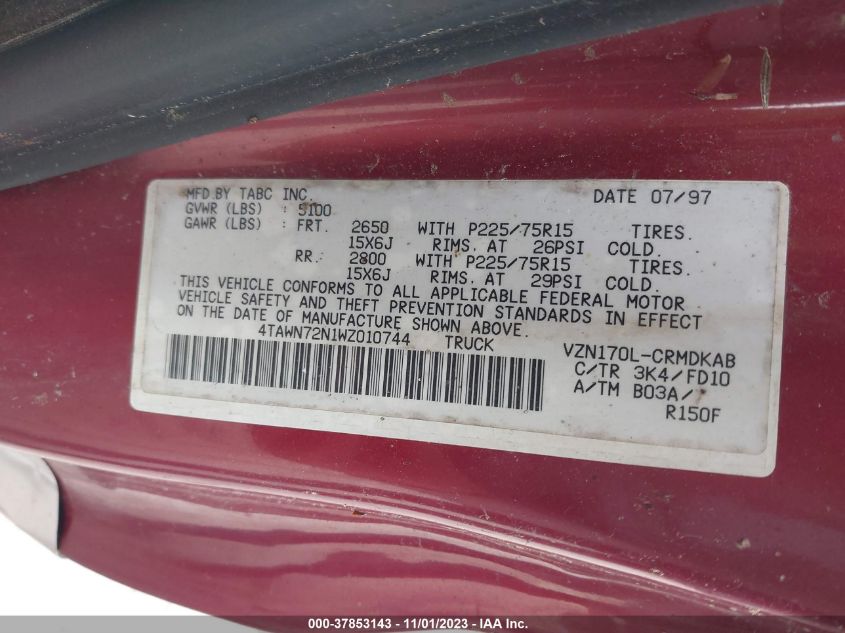 MFD.BY TABC INC. DATE 07/97
GVWR (LBS) : 5100
GAWR (LBS) : FRT. 2650 WITH P225/75R15 TIRES.
15X6J RIMS. AT 26PSI COLD.
RR. 2800 WITH P225/75R15 TIRES.
15X6J RIMS. AT 29PSI COLD.
THIS VEHICLE CONFORMS TO ALL APPLICABLE FEDERAL MOTOR
VEHICLE SAFETY AND THEFT PREVENTION STANDARDS IN EFFECT
ON THE DATE OF MANUFACTURE SHOWN ABOVE.
4TAWN72N1WZ010744 TRUCK
VZN170L-CRMDKAB
C/TR 3K4/FD10
A/TM B03A/
R150F
000-37853143 - 11/01/2023 - IAA Inc.